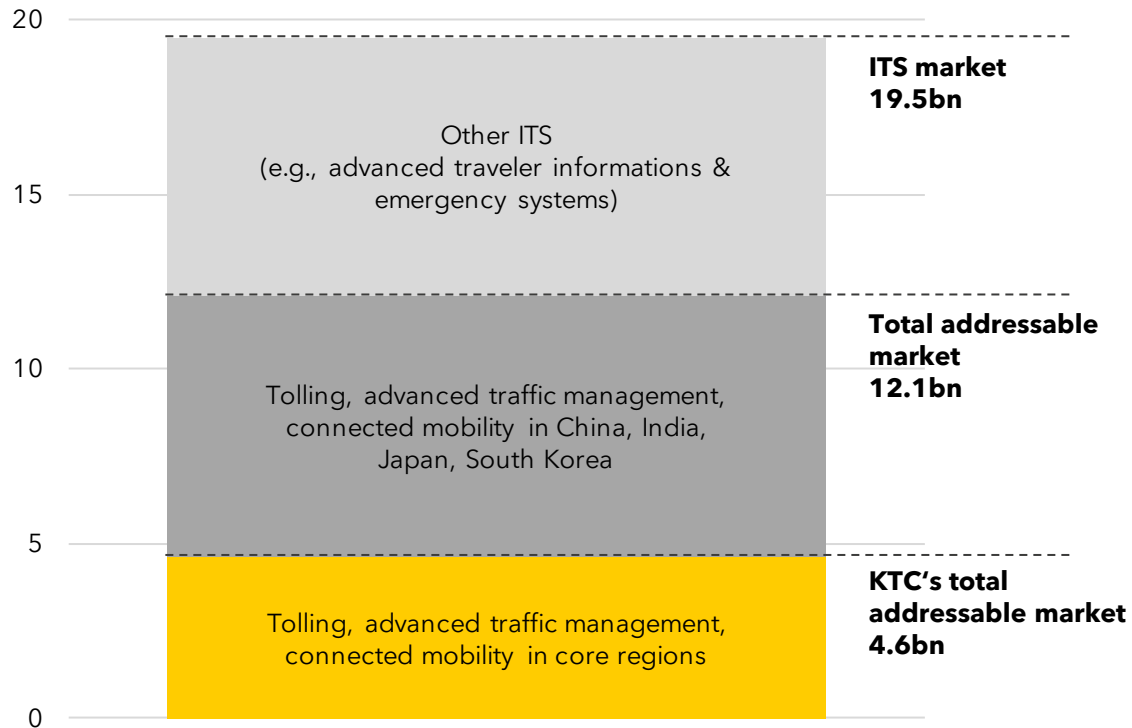 20
ITS market
19.5bn
Other ITS
(e.g., advanced traveler informations &
emergency systems)
15
Total addressable
market
12.1bn
10
Tolling, advanced traffic management,
connected mobility in China, India,
Japan, South Korea
5
KTC‘s total
addressable market
4.6bn
Tolling, advanced traffic management,
connected mobility in core regions
0